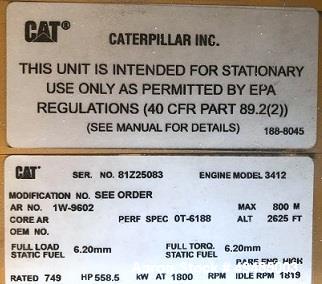 CAT® CATERPILLAR INC.
THIS UNIT IS INTENDED FOR STATIONARY
USE ONLY AS PERMITTED BY EPA
REGULATIONS (40 CFR PART 89.2(2))
(SEE MANUAL FOR DETAILS) 188-8045
CAT® SER. NO. 81Z25083 ENGINE MODEL 3412
MODIFICATION NO. SEE ORDER
AR NO. 1W-9602 MAX 800 M
CORE AR PERF SPEC 0T-6188 ALT 2625 FT
OEM NO.
FULL LOAD STATIC FUEL 6.20mm FULL TORQ. STATIC FUEL 6.20mm
BARE ENG HIGH
RATED 749 HP 558.5 kW AT 1800 RPM IDLE RPM 1819